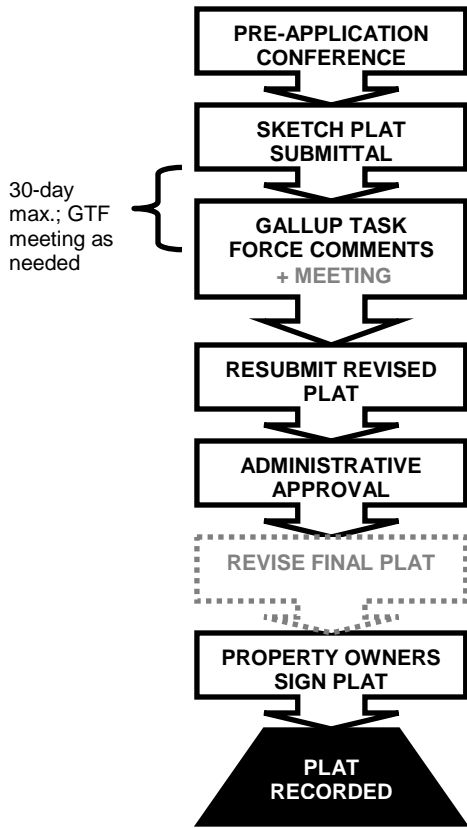 PRE-APPLICATION
CONFERENCE
SKETCH PLAT
SUBMITTAL
30-day
max.; GTF
meeting as
needed
GALLUP TASK
FORCE COMMENTS
+ MEETING
RESUBMIT REVISED
PLAT
ADMINISTRATIVE
APPROVAL
REVISE FINAL PLAT
PROPERTY OWNERS
SIGN PLAT
PLAT
RECORDED